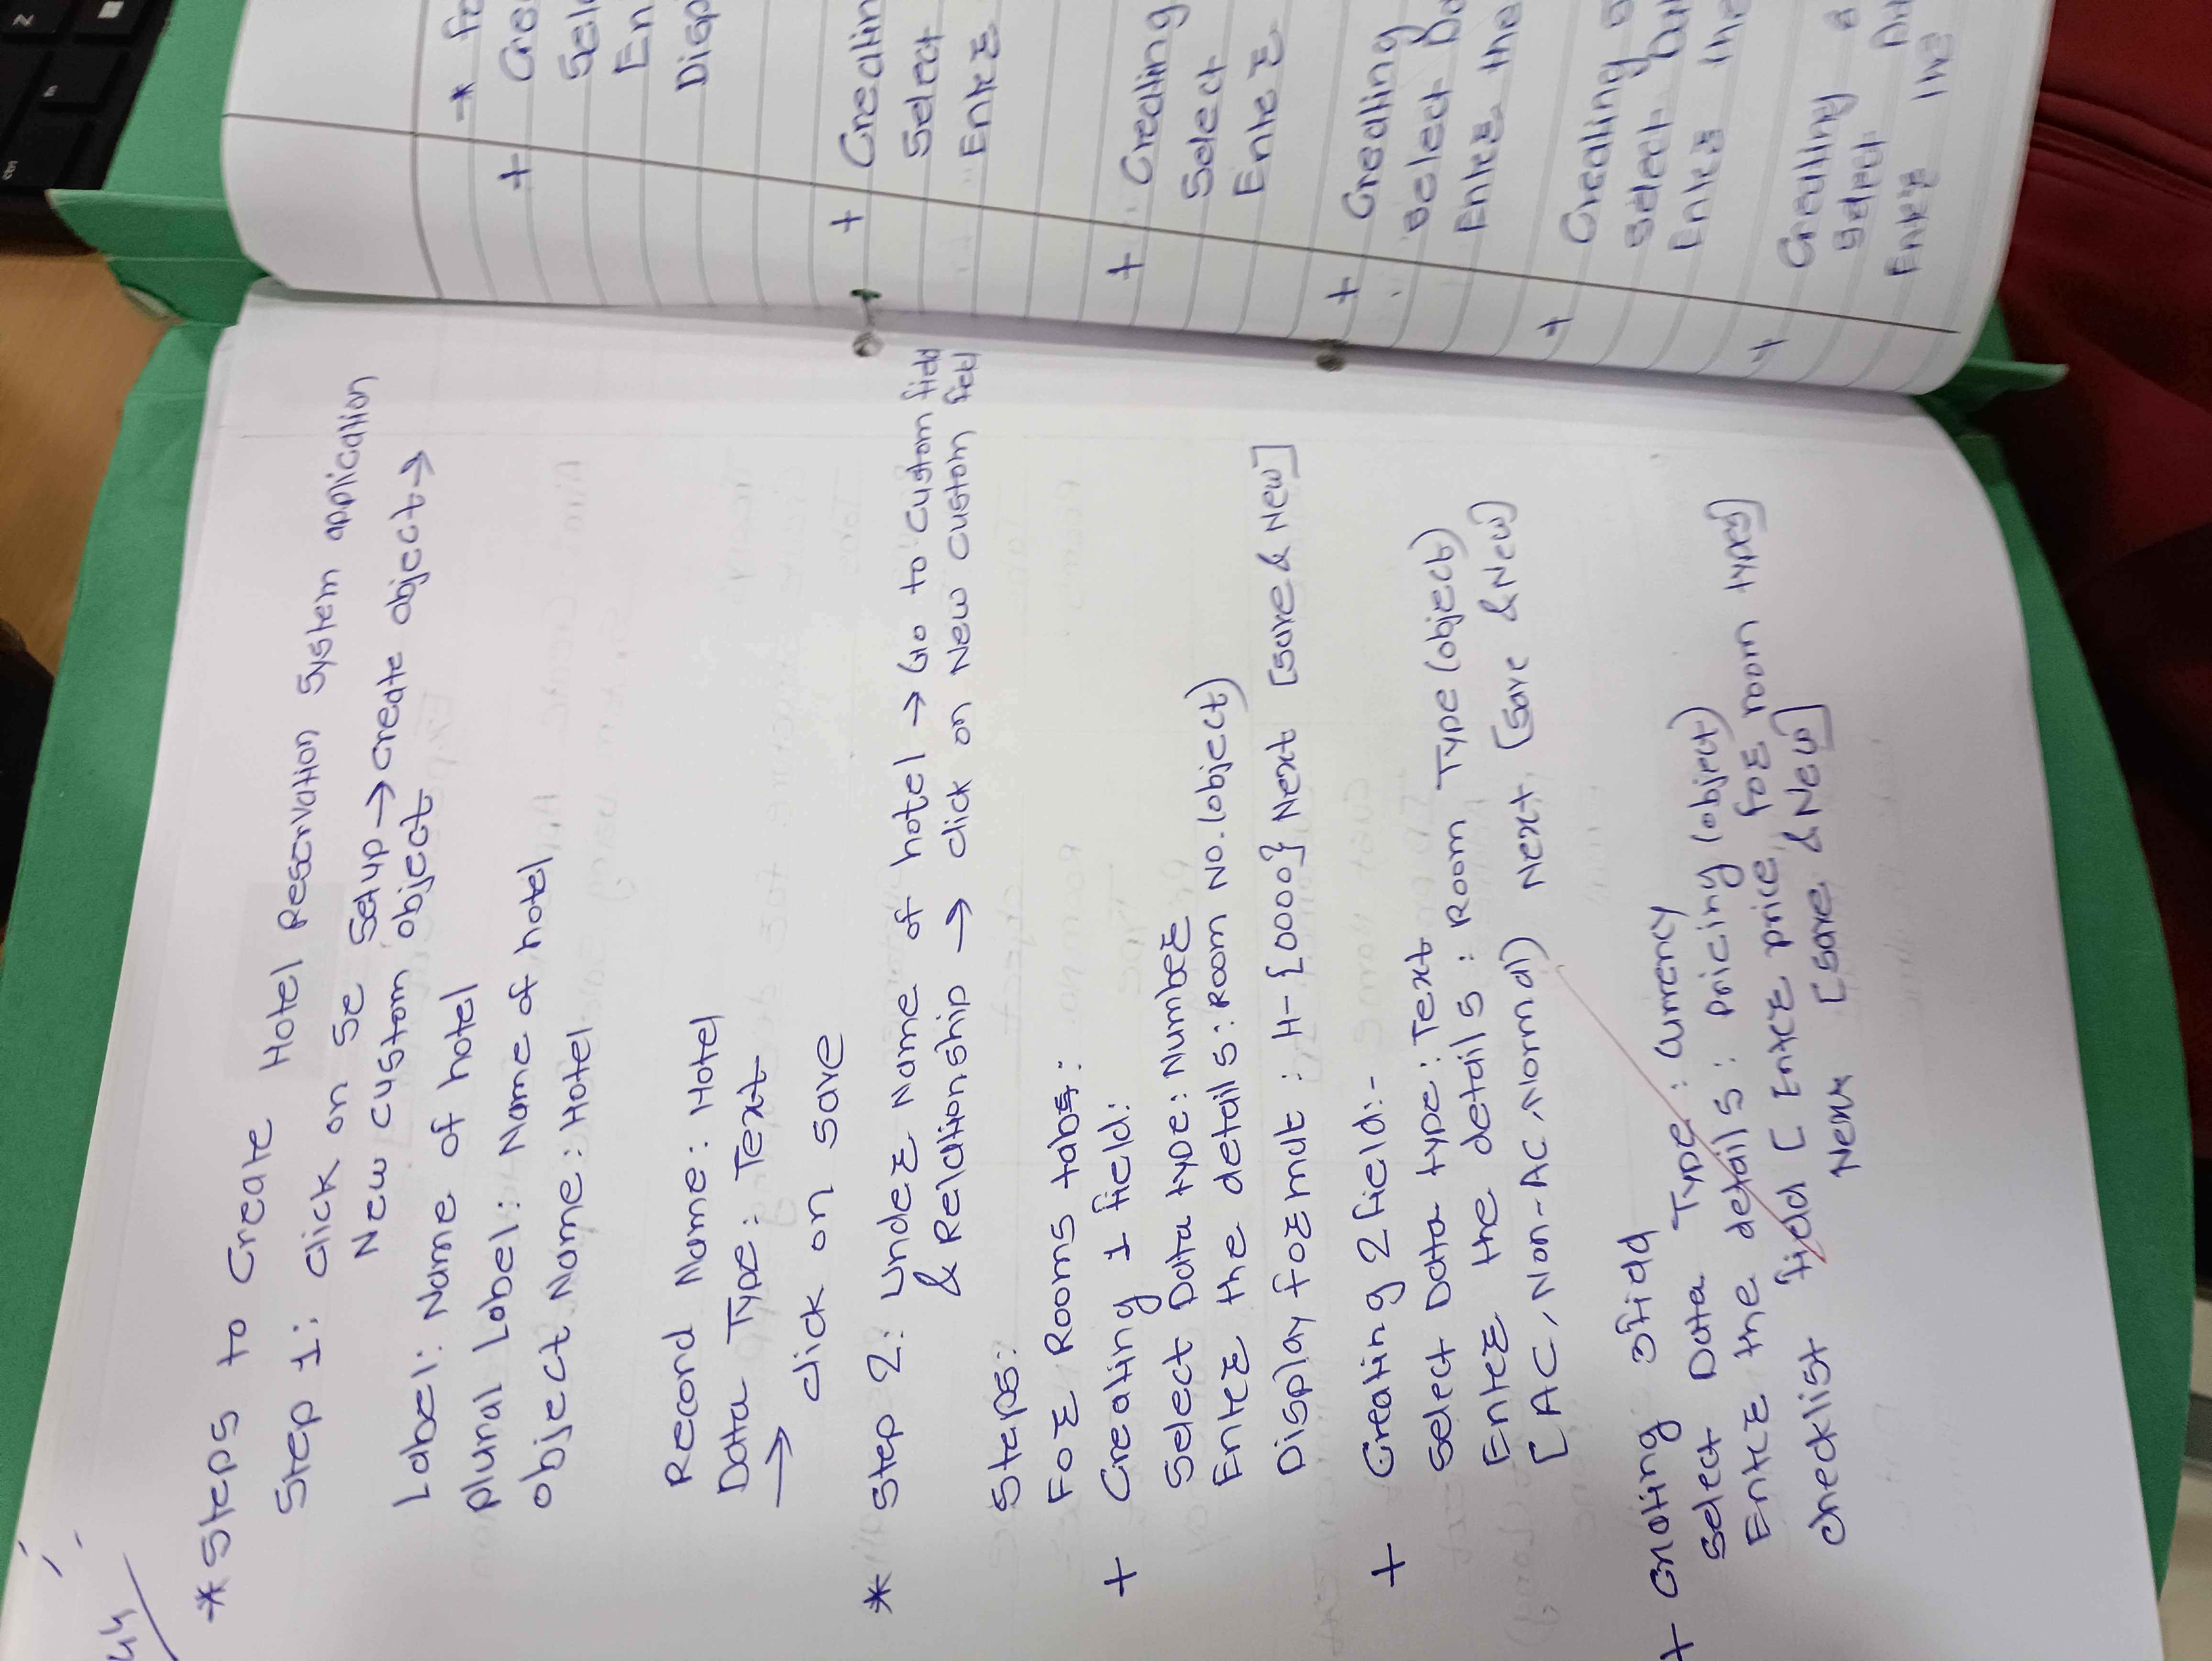 * Steps to Create Hotel Reservation System application
Step 1: Click on Se Setup → Create object →
New custom object
Label: Name of hotel
Plural Label: Name of hotel
Object Name: Hotel
Record Name: Hotel
Data Type: Text
→ click on save
* Step 2: Under Name of hotel → Go to custom field
& Relationship → click on New custom field
Steps:
For Rooms tabs:
+ Creating 1 field:
Select Data type: Number
Enter the details: Room No. (object)
Display format: H-{0000} Next [save & New]
+ Creating 2 field:-
Select Data type: Text
Enter the details: Room Type (object)
[AC, Non-AC, Normal) Next [save & New]
+ Creating 3 field
Select Data Type: Currency
Enter the details: Pricing (object)
Checklist field [Enter price for room type]
Next [save & New]
*
+
Sele
En
Disp
+
Select
Enter
+ Creating
Select
Enter
+ Creating
Select
Enter the
+ Creating
Select
Enter the
+ Creating
Select
Enter the